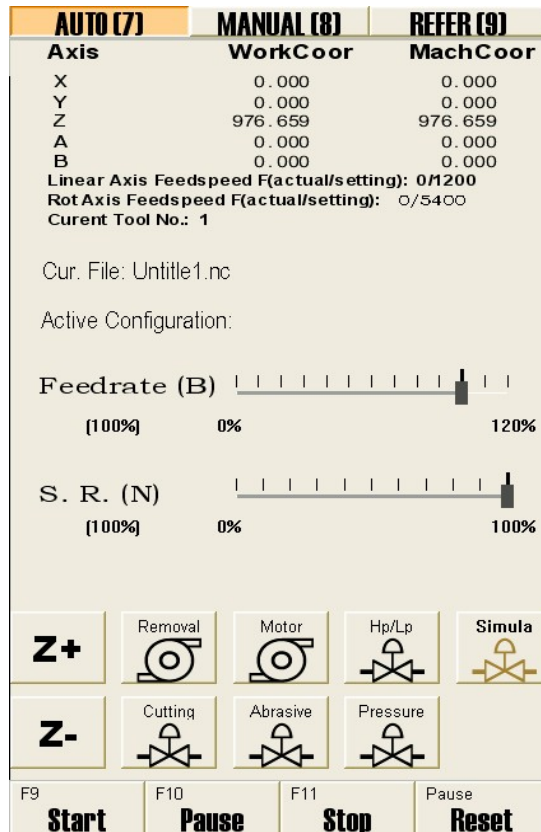 AUTO (7) MANUAL (8) REFER (9)
Axis WorkCoor MachCoor
X 0.000 0.000
Y 0.000 0.000
Z 976.659 976.659
A 0.000 0.000
B 0.000 0.000
Linear Axis Feedspeed F(actual/setting): 0/1200
Rot Axis Feedspeed F(actual/setting): 0/5400
Curent Tool No.: 1
Cur. File: Untitle1.nc
Active Configuration:
Feedrate (B)
(100%) 0% 120%
S. R. (N)
(100%) 0% 100%
Z+ Removal Motor Hp/Lp Simula
Z- Cutting Abrasive Pressure
F9 F10 F11 Pause
Start Pause Stop Reset